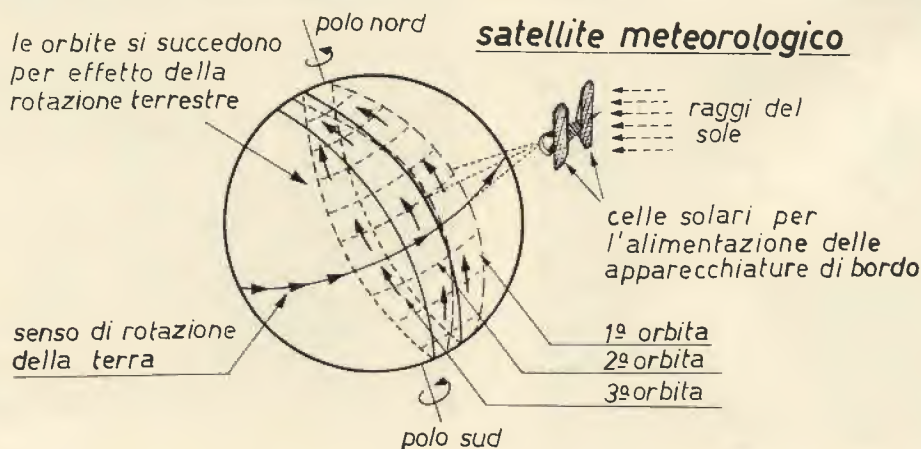 satellite meteorologico
polo nord
le orbite si succedono
per effetto della
rotazione terrestre
raggi del
sole
celle solari per
l'alimentazione delle
apparecchiature di bordo
senso di rotazione
della terra
1ª orbita
2ª orbita
3ª orbita
polo sud